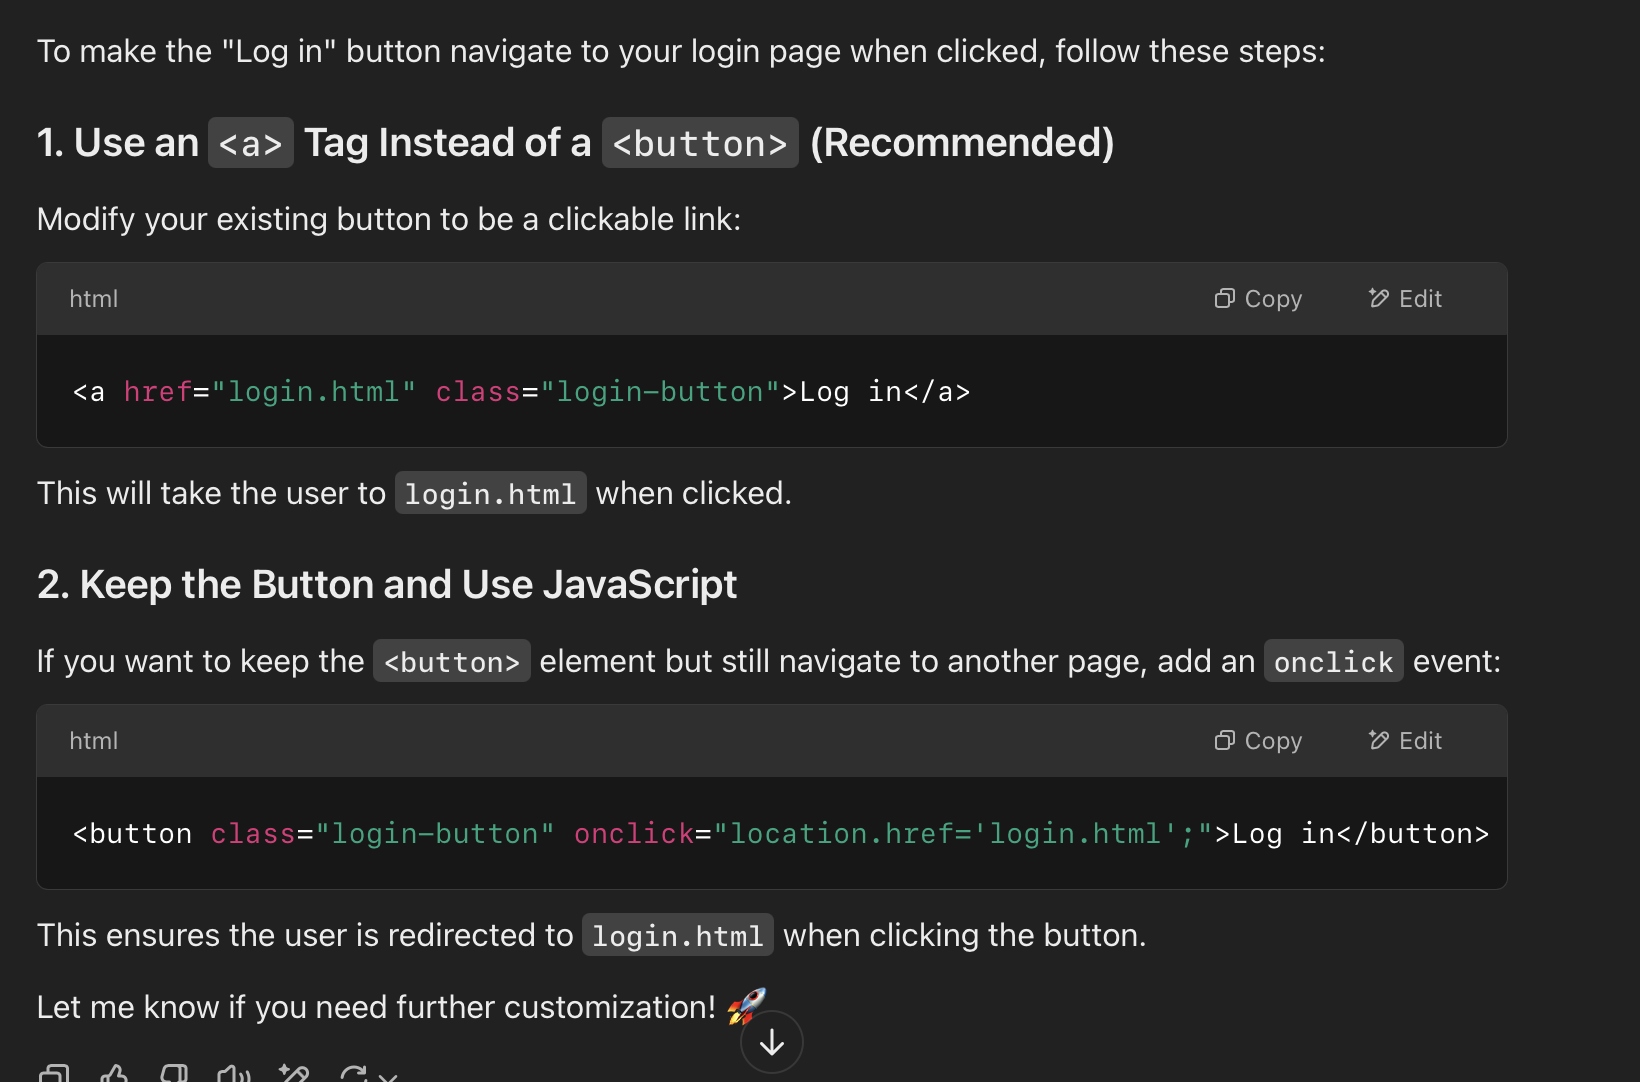 To make the "Log in" button navigate to your login page when clicked, follow these steps:
1. Use an <a> Tag Instead of a <button> (Recommended)
Modify your existing button to be a clickable link:
html Copy Edit
<a href="login.html" class="login-button">Log in</a>
This will take the user to login.html when clicked.
2. Keep the Button and Use JavaScript
If you want to keep the <button> element but still navigate to another page, add an onclick event:
html Copy Edit
<button class="login-button" onclick="location.href='login.html';">Log in</button>
This ensures the user is redirected to login.html when clicking the button.
Let me know if you need further customization! 🚀